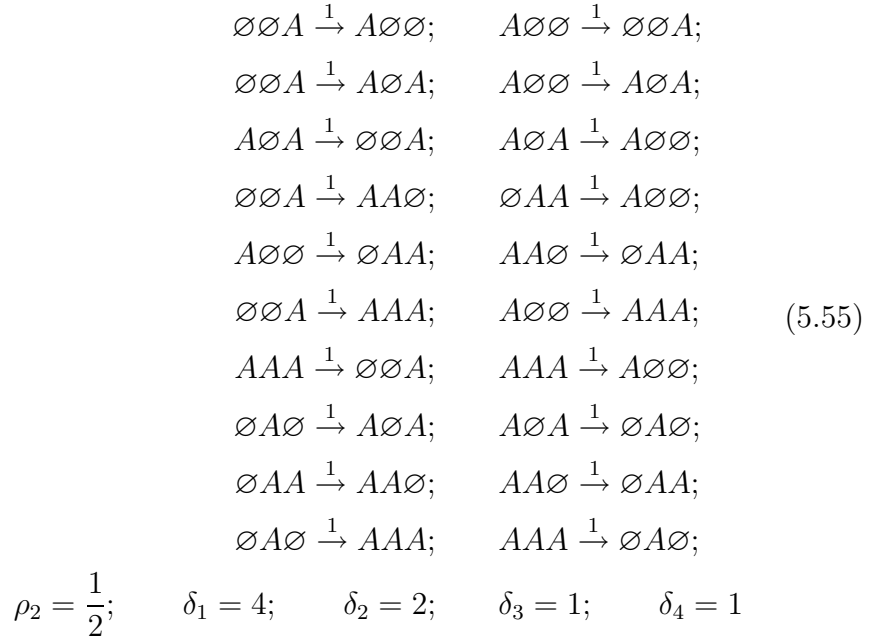 ∅∅A →¹ A∅∅; A∅∅ →¹ ∅∅A;
∅∅A →¹ A∅A; A∅∅ →¹ A∅A;
A∅A →¹ ∅∅A; A∅A →¹ A∅∅;
∅∅A →¹ AA∅; ∅AA →¹ A∅∅;
A∅∅ →¹ ∅AA; AA∅ →¹ ∅AA;
∅∅A →¹ AAA; A∅∅ →¹ AAA; (5.55)
AAA →¹ ∅∅A; AAA →¹ A∅∅;
∅A∅ →¹ A∅A; A∅A →¹ ∅A∅;
∅AA →¹ AA∅; AA∅ →¹ ∅AA;
∅A∅ →¹ AAA; AAA →¹ ∅A∅;
ρ₂ = 1/2; δ₁ = 4; δ₂ = 2; δ₃ = 1; δ₄ = 1